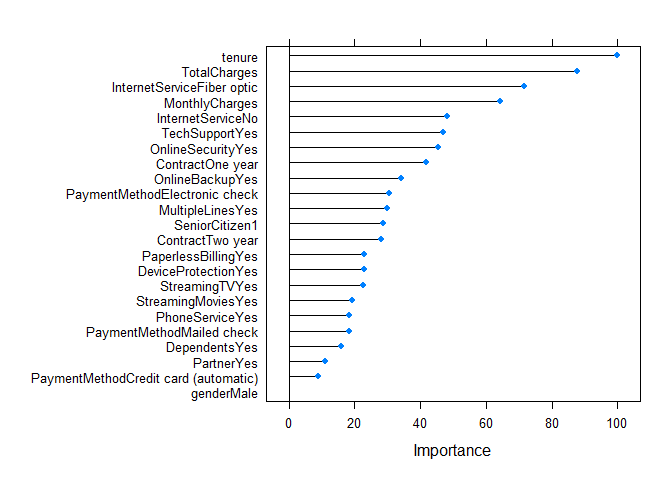 tenure
TotalCharges
InternetServiceFiber optic
MonthlyCharges
InternetServiceNo
TechSupportYes
OnlineSecurityYes
ContractOne year
OnlineBackupYes
PaymentMethodElectronic check
MultipleLinesYes
SeniorCitizen1
ContractTwo year
PaperlessBillingYes
DeviceProtectionYes
StreamingTVYes
StreamingMoviesYes
PhoneServiceYes
PaymentMethodMailed check
DependentsYes
PartnerYes
PaymentMethodCredit card (automatic)
genderMale
0 20 40 60 80 100
Importance